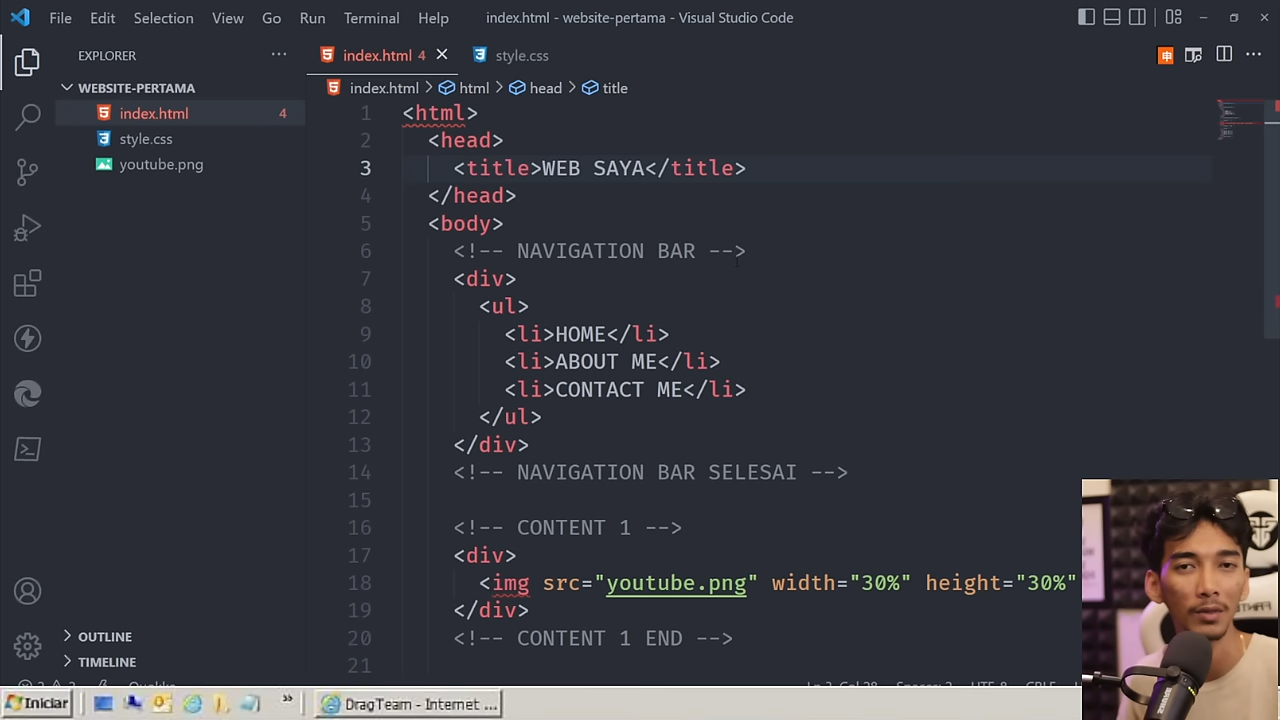 File Edit Selection View Go Run Terminal Help
index.html - website-pertama - Visual Studio Code
EXPLORER
WEBSITE-PERTAMA
index.html 4
style.css
youtube.png
OUTLINE
TIMELINE
index.html 4
style.css
index.html > html > head > title
1 <html>
2 <head>
3 <title>WEB SAYA</title>
4 </head>
5 <body>
6 <!-- NAVIGATION BAR -->
7 <div>
8 <ul>
9 <li>HOME</li>
10 <li>ABOUT ME</li>
11 <li>CONTACT ME</li>
12 </ul>
13 </div>
14 <!-- NAVIGATION BAR SELESAI -->
15
16 <!-- CONTENT 1 -->
17 <div>
18 <img src="youtube.png" width="30%" height="30%"
19 </div>
20 <!-- CONTENT 1 END -->
21
Iniciar
» DragTeam - Internet ...